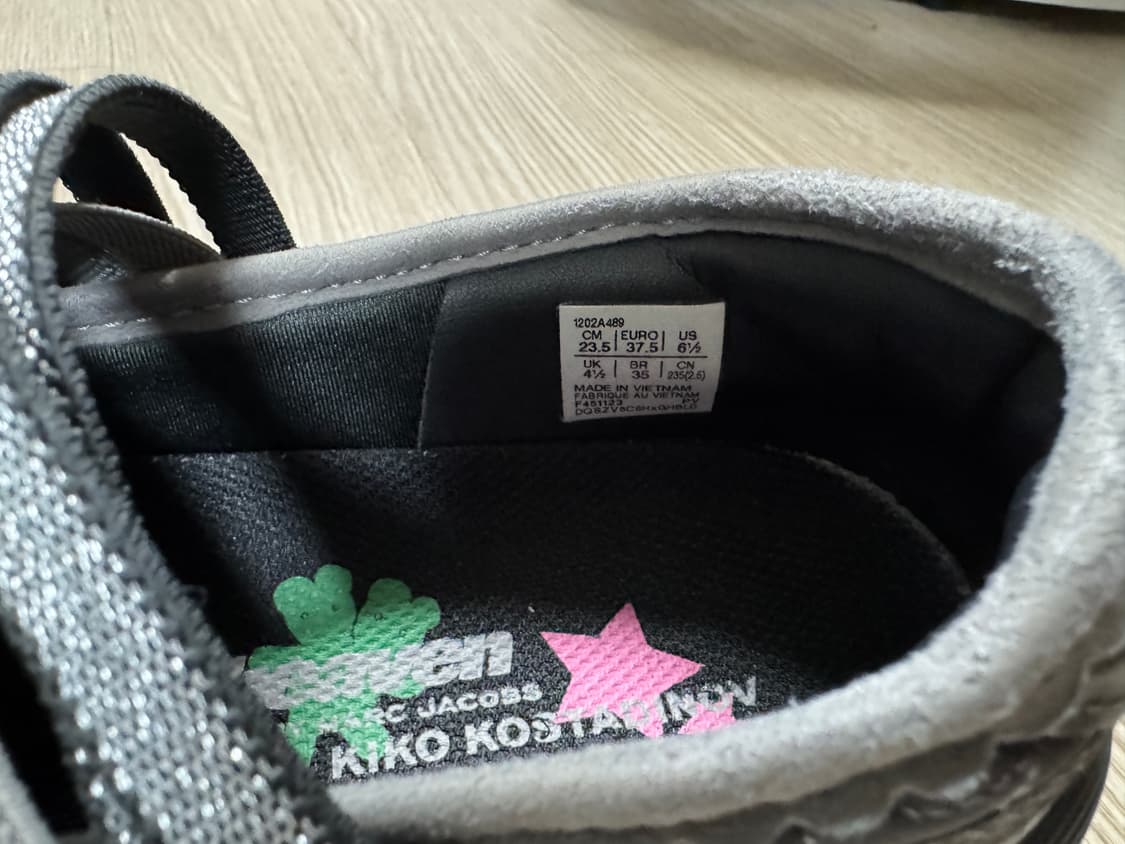 1202A489
CM EURO US
23.5 37.5 6½
UK BR CN
4½ 35 235(2.5)
MADE IN VIETNAM
FABRIQUE AU VIETNAM
F451123 PY
JACOBS
KIKO KOSTADINOV